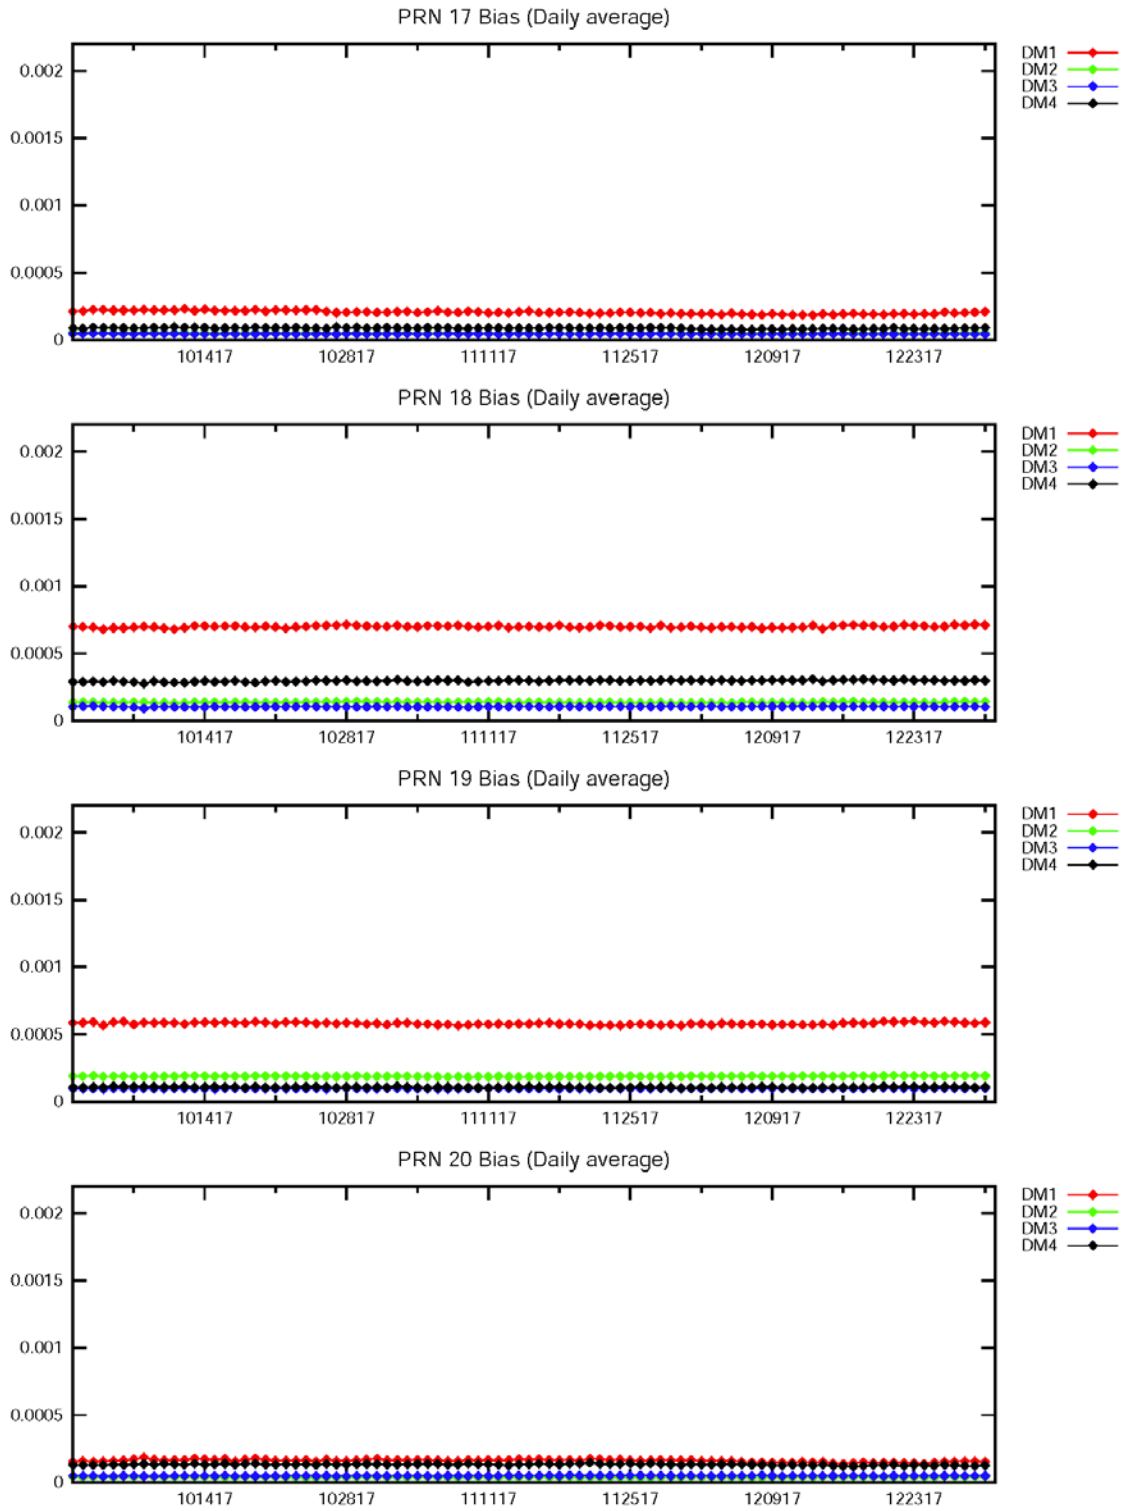 PRN 17 Bias (Daily average)
0.002
0.0015
0.001
0.0005
0
101417 102817 111117 112517 120917 122317
DM1
DM2
DM3
DM4
PRN 18 Bias (Daily average)
0.002
0.0015
0.001
0.0005
0
101417 102817 111117 112517 120917 122317
DM1
DM2
DM3
DM4
PRN 19 Bias (Daily average)
0.002
0.0015
0.001
0.0005
0
101417 102817 111117 112517 120917 122317
DM1
DM2
DM3
DM4
PRN 20 Bias (Daily average)
0.002
0.0015
0.001
0.0005
0
101417 102817 111117 112517 120917 122317
DM1
DM2
DM3
DM4